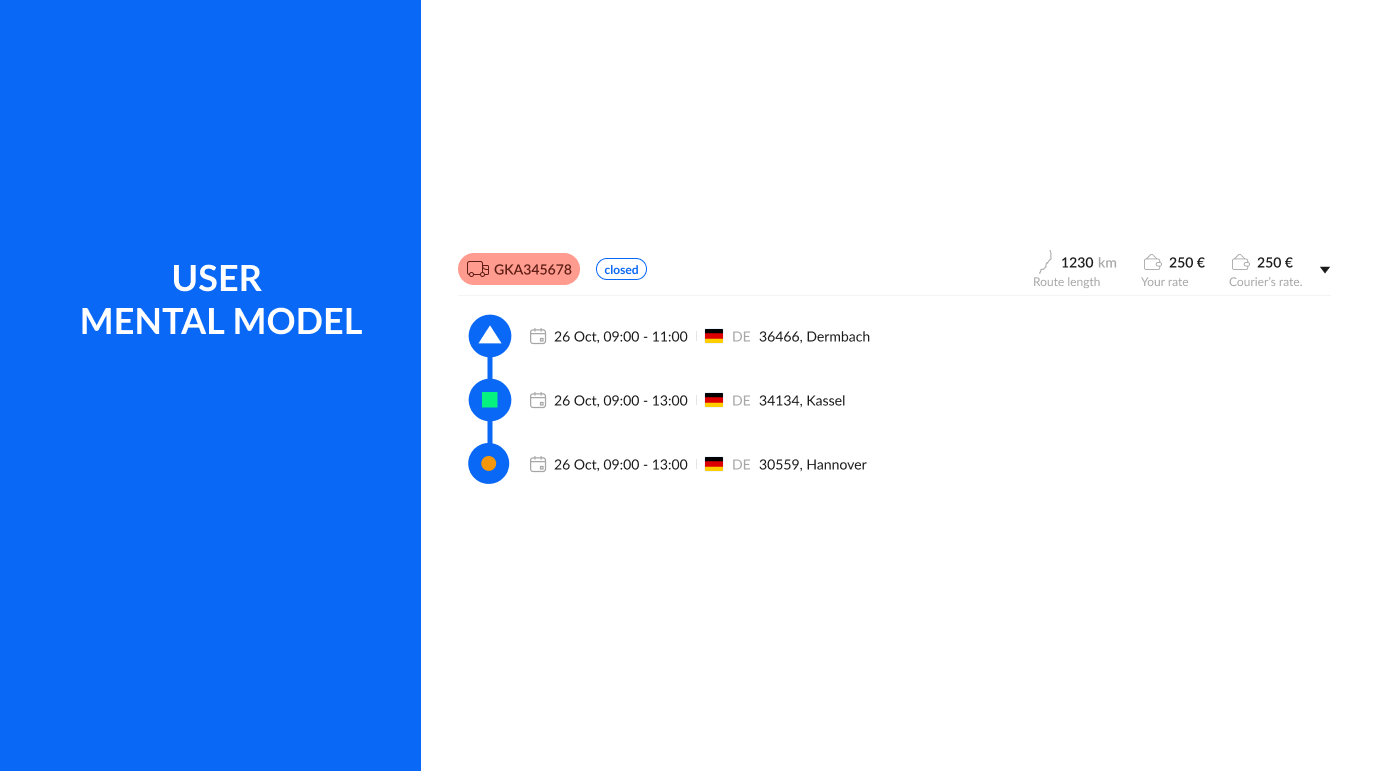 USER
MENTAL MODEL
GKA345678 closed 1230 km 250 € 250 €
Route length Your rate Courier's rate.
26 Oct, 09:00 - 11:00 DE 36466, Dermbach
26 Oct, 09:00 - 13:00 DE 34134, Kassel
26 Oct, 09:00 - 13:00 DE 30559, Hannover